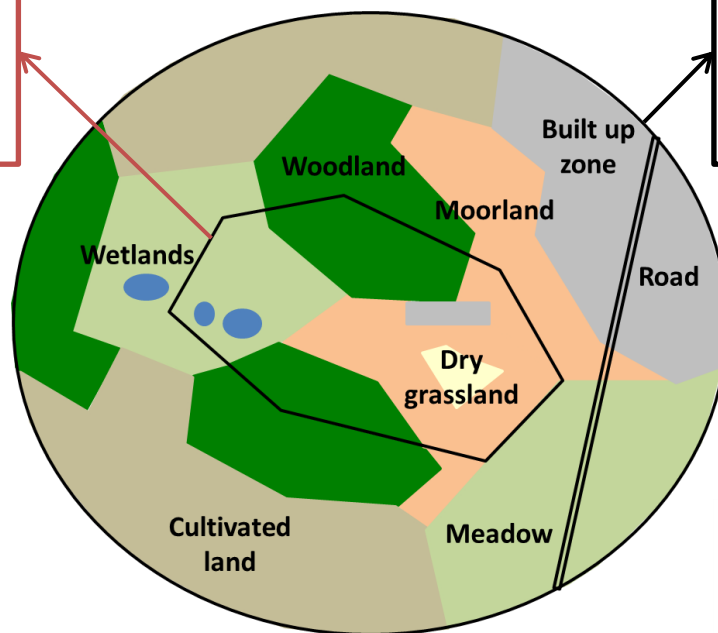 Built up
zone
Woodland
Moorland
Wetlands
Road
Dry
grassland
Cultivated
land
Meadow